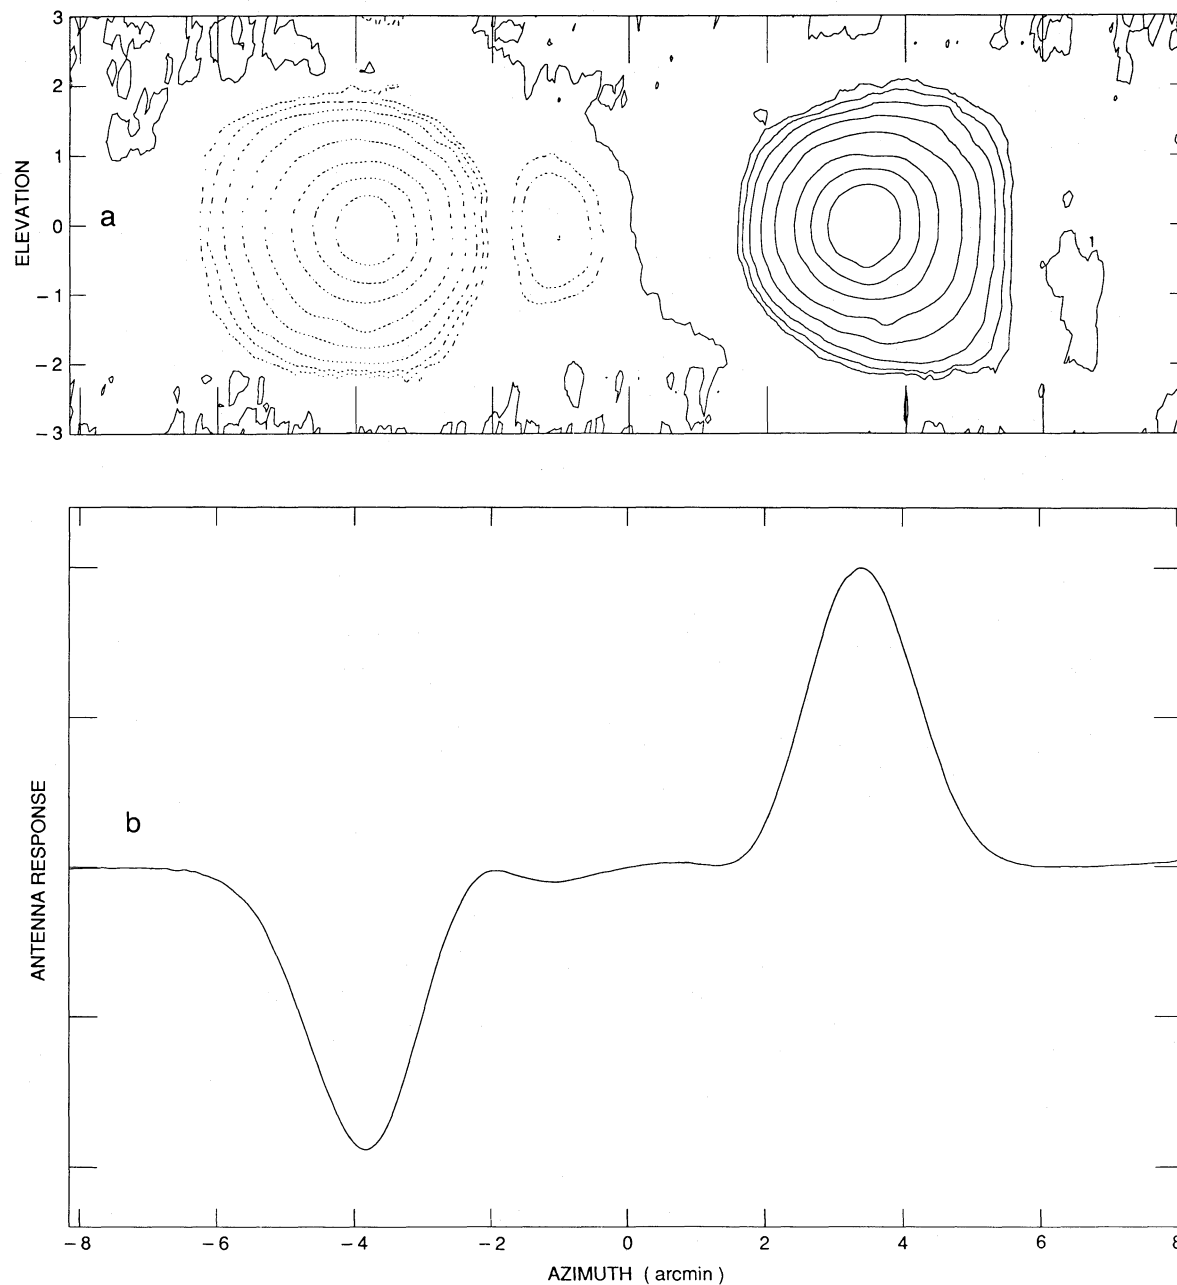 3
2
1
0
−1
−2
−3
ELEVATION
a
1
ANTENNA RESPONSE
b
−8 −6 −4 −2 0 2 4 6 8
AZIMUTH ( arcmin )